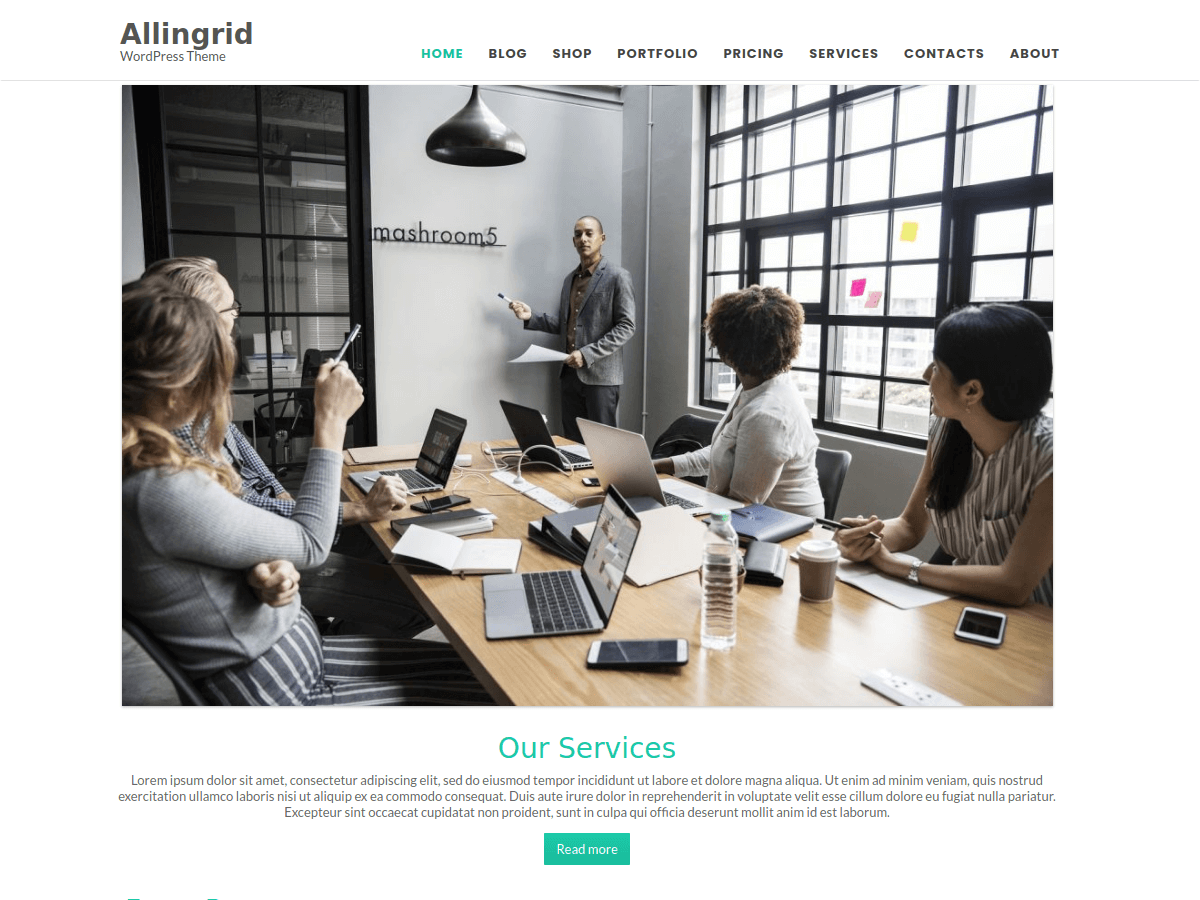 Allingrid
WordPress Theme
HOME BLOG SHOP PORTFOLIO PRICING SERVICES CONTACTS ABOUT
mashroom5
Our Services
Lorem ipsum dolor sit amet, consectetur adipiscing elit, sed do eiusmod tempor incididunt ut labore et dolore magna aliqua. Ut enim ad minim veniam, quis nostrud
exercitation ullamco laboris nisi ut aliquip ex ea commodo consequat. Duis aute irure dolor in reprehenderit in voluptate velit esse cillum dolore eu fugiat nulla pariatur.
Excepteur sint occaecat cupidatat non proident, sunt in culpa qui officia deserunt mollit anim id est laborum.
Read more